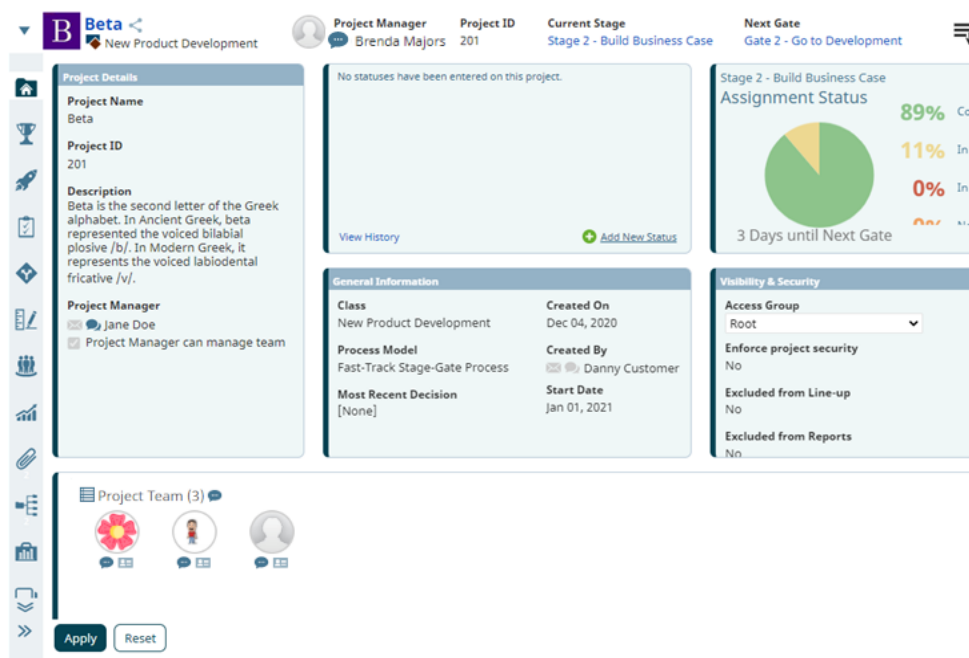 B
Beta
New Product Development
Project Manager
Brenda Majors
Project ID
201
Current Stage
Stage 2 - Build Business Case
Next Gate
Gate 2 - Go to Development
Project Details
Project Name
Beta
Project ID
201
Description
Beta is the second letter of the Greek
alphabet. In Ancient Greek, beta
represented the voiced bilabial
plosive /b/. In Modern Greek, it
represents the voiced labiodental
fricative /v/.
Project Manager
Jane Doe
Project Manager can manage team
No statuses have been entered on this project.
View History
Add New Status
Stage 2 - Build Business Case
Assignment Status
89% Co
11% In
0% In
0%
3 Days until Next Gate
General Information
Class
New Product Development
Process Model
Fast-Track Stage-Gate Process
Most Recent Decision
[None]
Created On
Dec 04, 2020
Created By
Danny Customer
Start Date
Jan 01, 2021
Visibility & Security
Access Group
Root
Enforce project security
No
Excluded from Line-up
No
Excluded from Reports
No
Project Team (3)
Apply
Reset